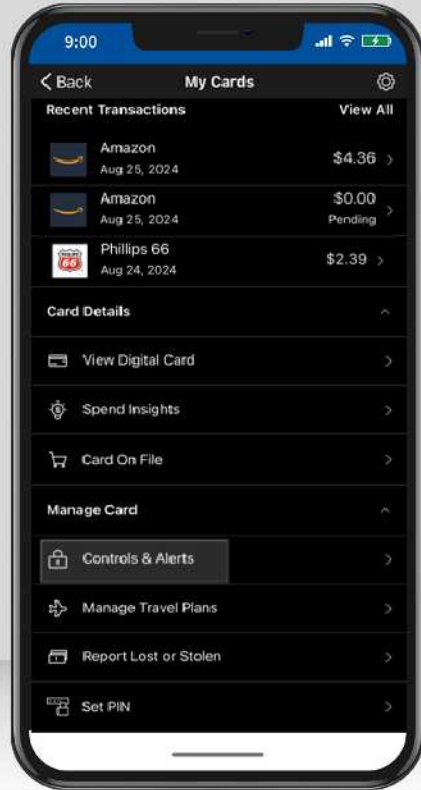 9:00
Back
My Cards
Recent Transactions
View All
Amazon
$4.36
Aug 25, 2024
Amazon
$0.00
Aug 25, 2024
Pending
Phillips 66
$2.39
Aug 24, 2024
Card Details
View Digital Card
Spend Insights
Card On File
Manage Card
Controls & Alerts
Manage Travel Plans
Report Lost or Stolen
Set PIN